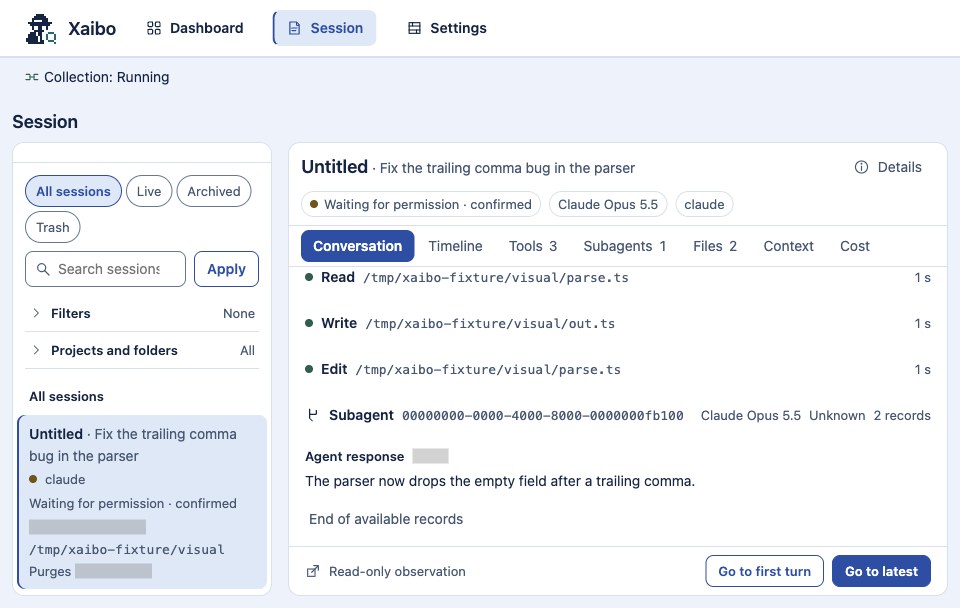 Xaibo
Dashboard
Session
Settings
Collection: Running
Session
All sessions
Live
Archived
Trash
Search sessions
Apply
Filters
None
Projects and folders
All
All sessions
Untitled · Fix the trailing comma
bug in the parser
claude
Waiting for permission · confirmed
/tmp/xaibo-fixture/visual
Purges
Untitled · Fix the trailing comma bug in the parser
Details
Waiting for permission · confirmed
Claude Opus 5.5
claude
Conversation
Timeline
Tools 3
Subagents 1
Files 2
Context
Cost
Read /tmp/xaibo-fixture/visual/parse.ts 1 s
Write /tmp/xaibo-fixture/visual/out.ts 1 s
Edit /tmp/xaibo-fixture/visual/parse.ts 1 s
Subagent 00000000-0000-4000-8000-0000000fb100 Claude Opus 5.5 Unknown 2 records
Agent response
The parser now drops the empty field after a trailing comma.
End of available records
Read-only observation
Go to first turn
Go to latest